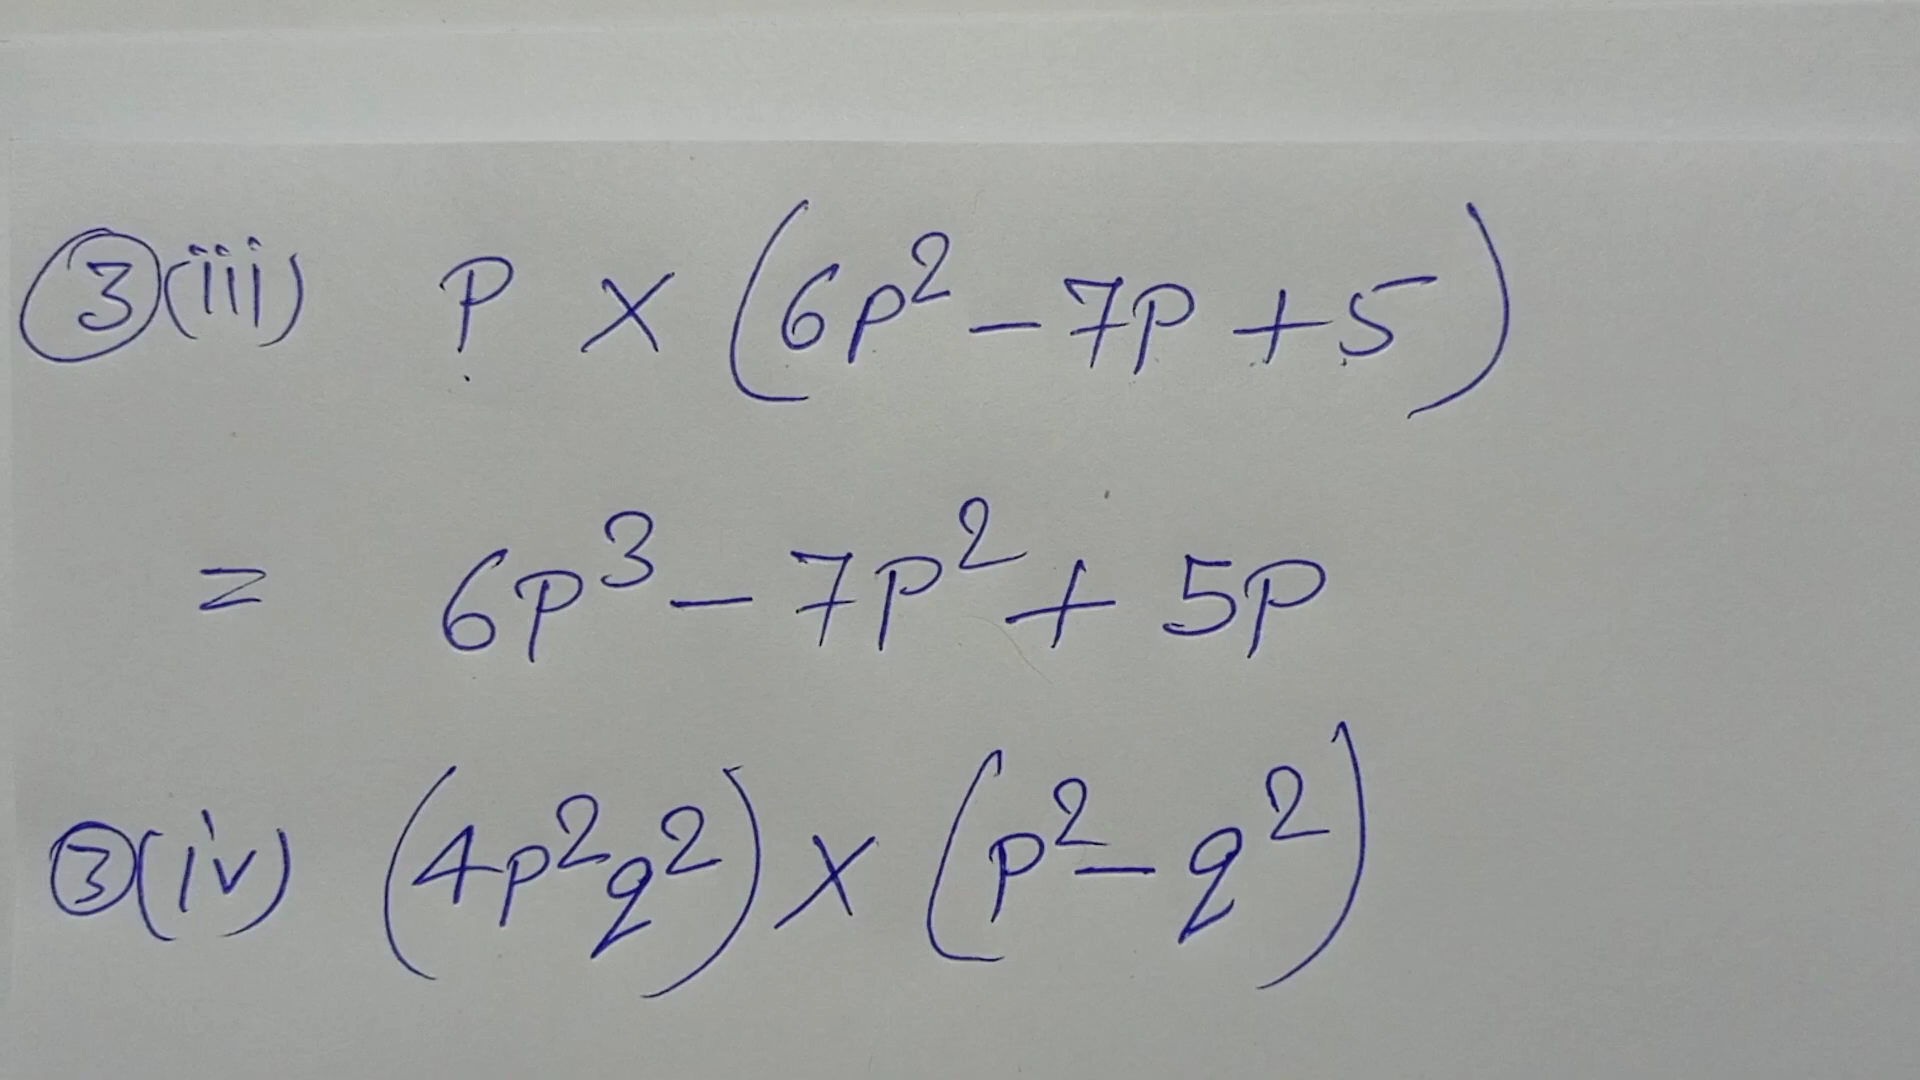 ③(iii) P × (6p² - 7p + 5)
= 6p³ - 7p² + 5p
③(iv) (4p²q²) × (p² - q²)